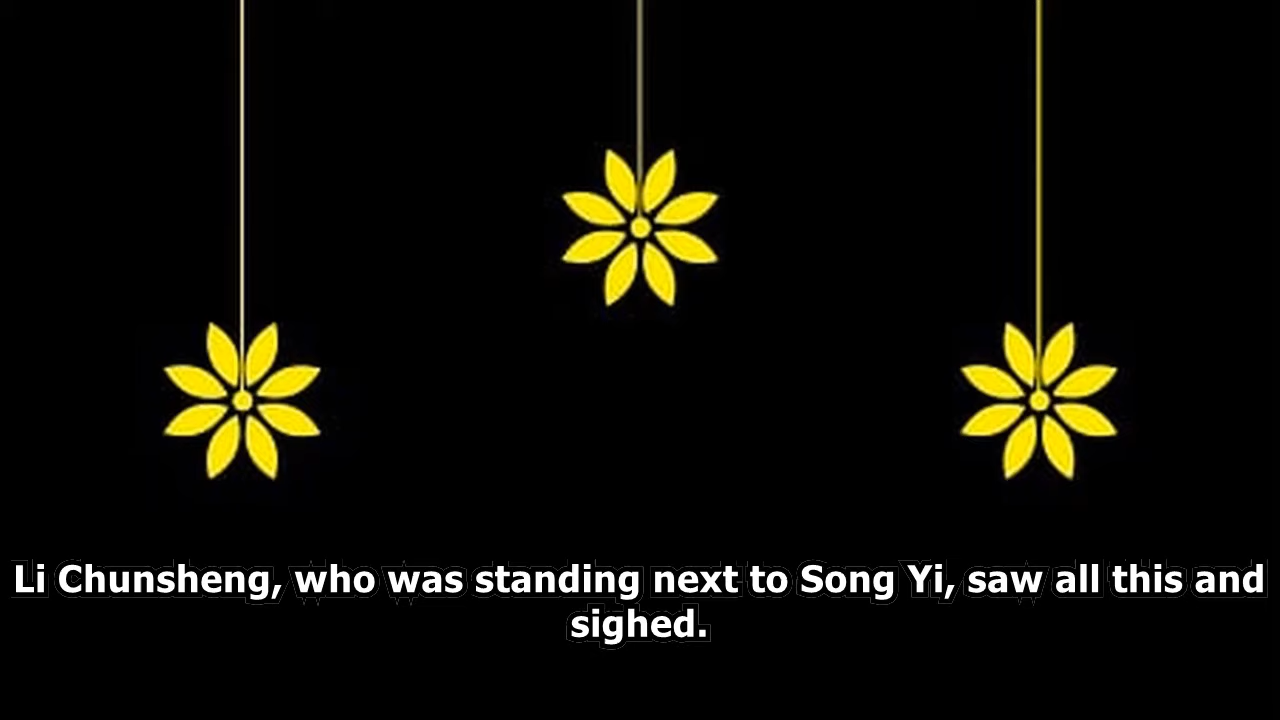 Li Chunsheng, who was standing next to Song Yi, saw all this and
sighed.